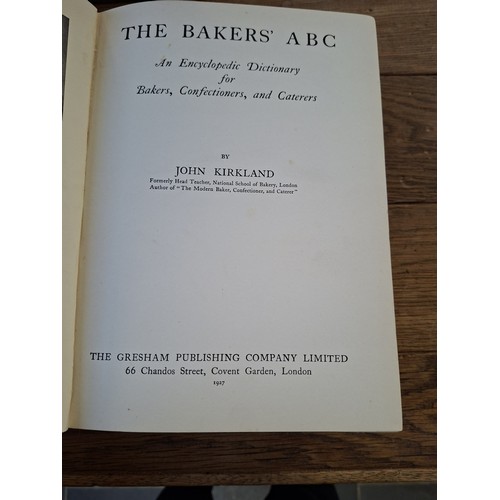 THE BAKERS' ABC
An Encyclopedic Dictionary
for
Bakers, Confectioners, and Caterers
BY
JOHN KIRKLAND
Formerly Head Teacher, National School of Bakery, London
Author of "The Modern Baker, Confectioner, and Caterer"
THE GRESHAM PUBLISHING COMPANY LIMITED
66 Chandos Street, Covent Garden, London
1927